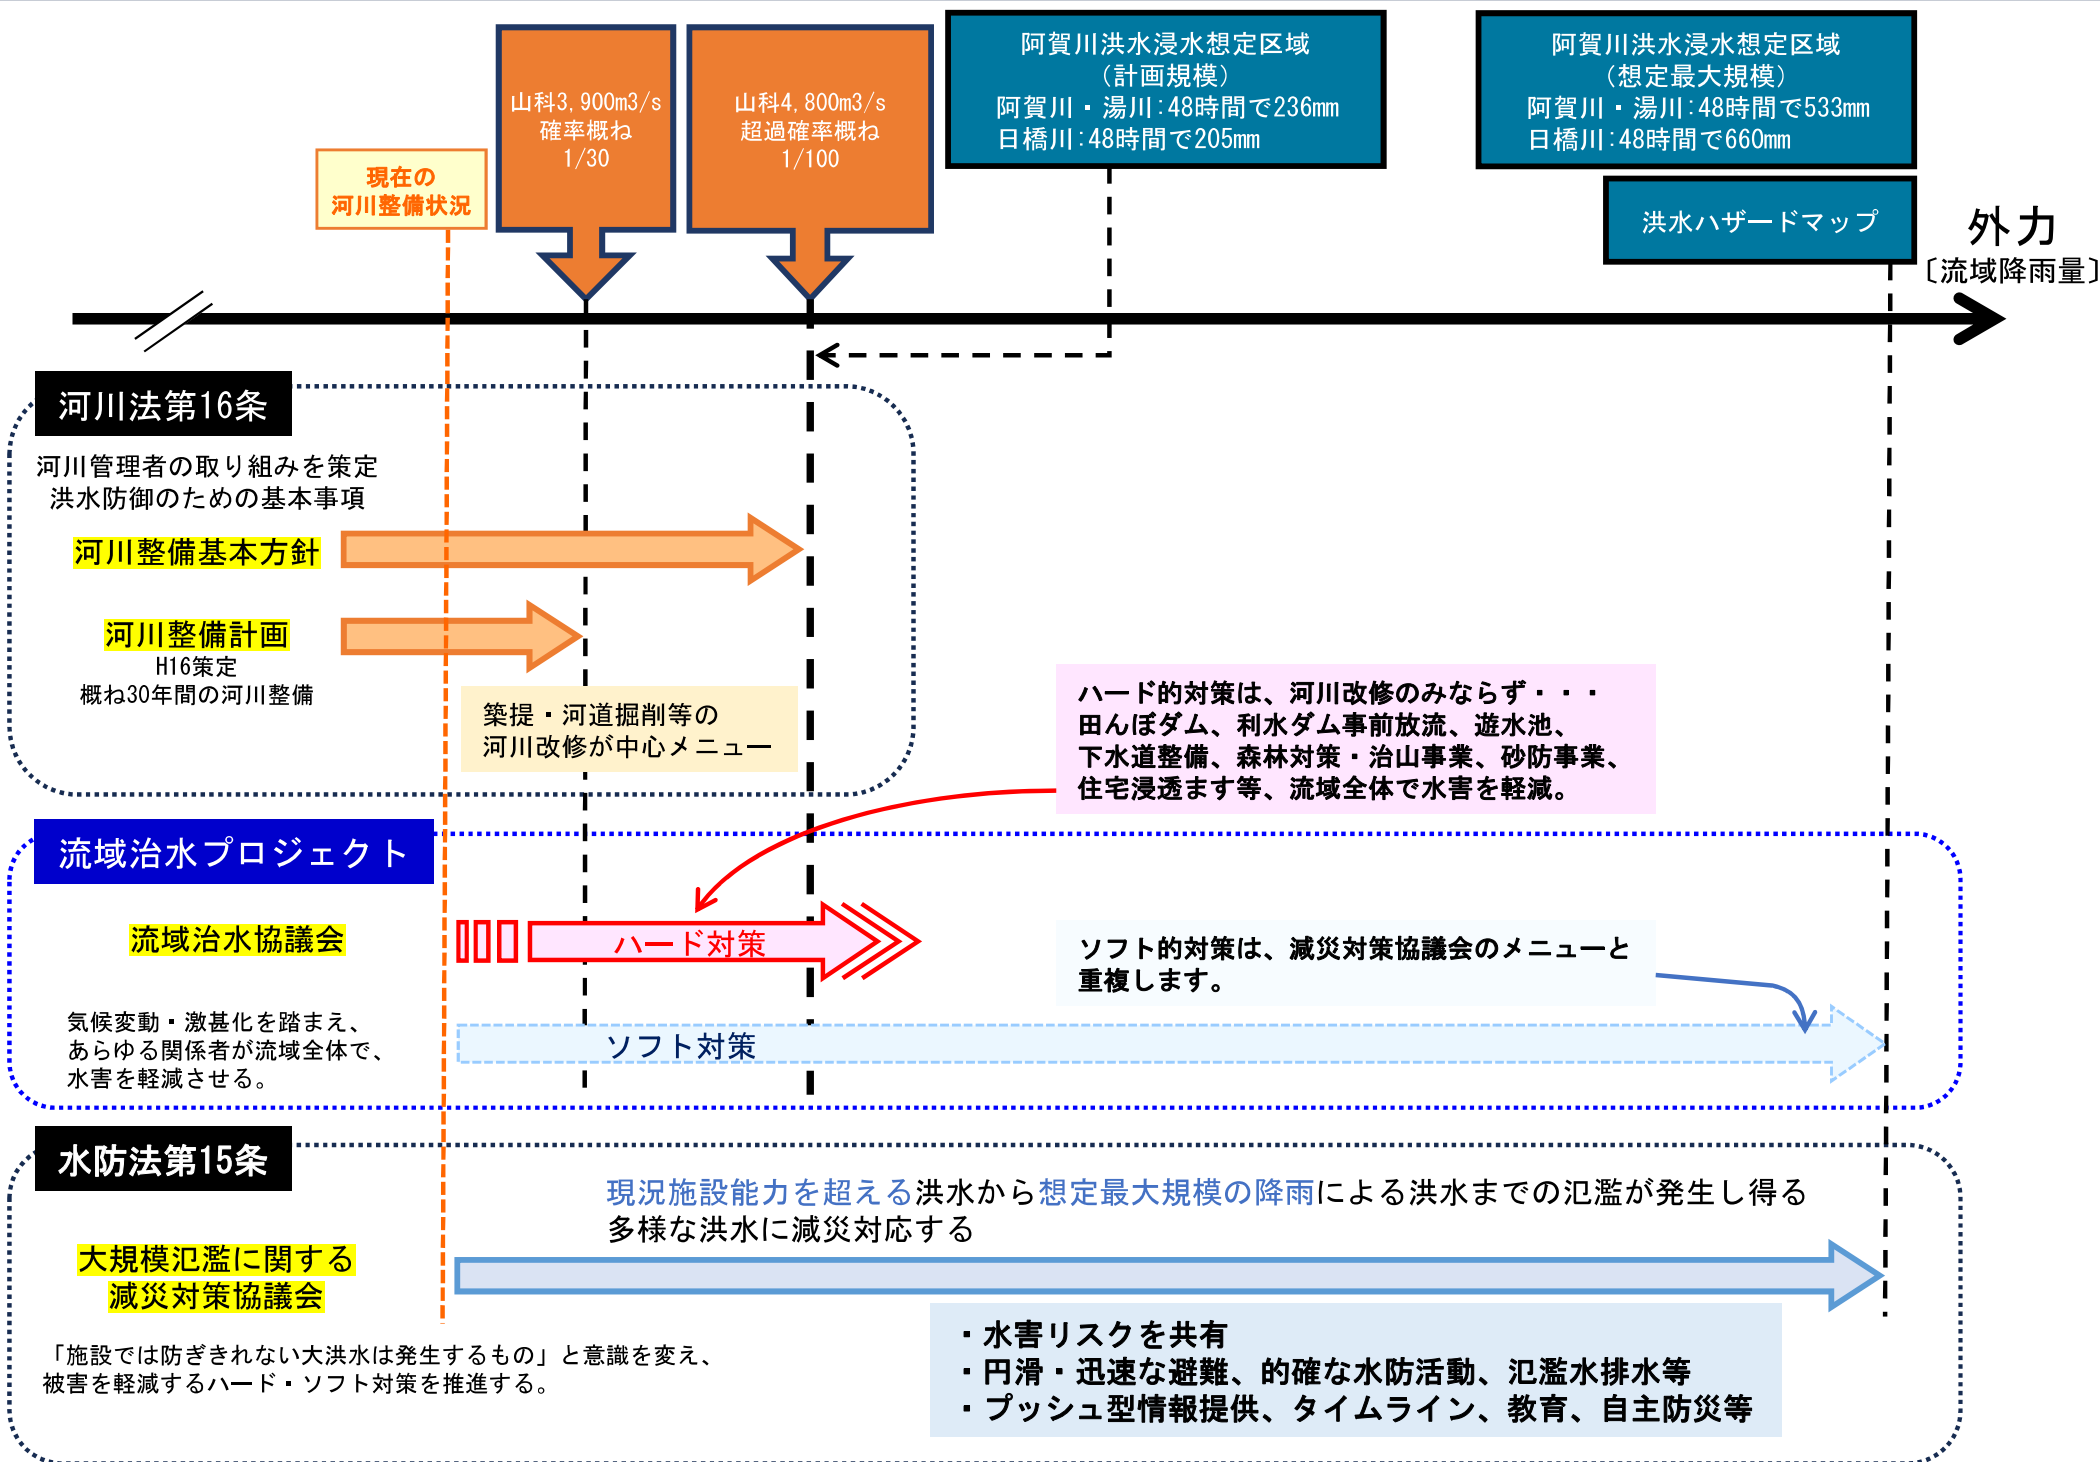 山科3,900m3/s
確率概ね
1/30
山科4,800m3/s
超過確率概ね
1/100
阿賀川洪水浸水想定区域
(計画規模)
阿賀川・湯川:48時間で236mm
日橋川:48時間で205mm
阿賀川洪水浸水想定区域
(想定最大規模)
阿賀川・湯川:48時間で533mm
日橋川:48時間で660mm
現在の
河川整備状況
洪水ハザードマップ
外力
〔流域降雨量〕
河川法第16条
河川管理者の取り組みを策定
洪水防御のための基本事項
河川整備基本方針
河川整備計画
H16策定
概ね30年間の河川整備
築提・河道掘削等の
河川改修が中心メニュー
ハード的対策は、河川改修のみならず・・・
田んぼダム、利水ダム事前放流、遊水池、
下水道整備、森林対策・治山事業、砂防事業、
住宅浸透ます等、流域全体で水害を軽減。
流域治水プロジェクト
流域治水協議会
ハード対策
ソフト的対策は、減災対策協議会のメニューと
重複します。
気候変動・激甚化を踏まえ、
あらゆる関係者が流域全体で、
水害を軽減させる。
ソフト対策
水防法第15条
現況施設能力を超える洪水から想定最大規模の降雨による洪水までの氾濫が発生し得る
多様な洪水に減災対応する
大規模氾濫に関する
減災対策協議会
「施設では防ぎきれない大洪水は発生するもの」と意識を変え、
被害を軽減するハード・ソフト対策を推進する。
・水害リスクを共有
・円滑・迅速な避難、的確な水防活動、氾濫水排水等
・プッシュ型情報提供、タイムライン、教育、自主防災等